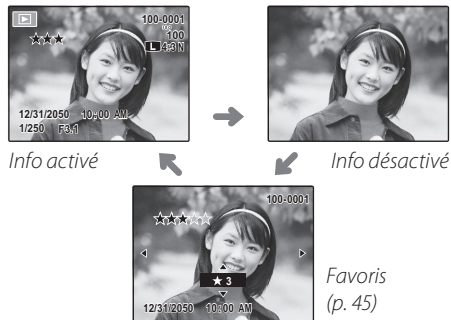 100-0001
ISO
100
L 4:3 N
12/31/2050 10:00 AM
1/250 F3.1
Info activé
Info désactivé
100-0001
★ 3
12/31/2050 10:00 AM
Favoris
(p. 45)